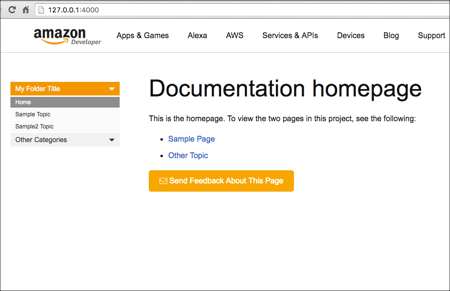 127.0.0.1:4000
amazon
Developer
Apps & Games Alexa AWS Services & APIs Devices Blog Support
My Folder Title
Home
Sample Topic
Sample2 Topic
Other Categories
Documentation homepage
This is the homepage. To view the two pages in this project, see the following:
Sample Page
Other Topic
Send Feedback About This Page